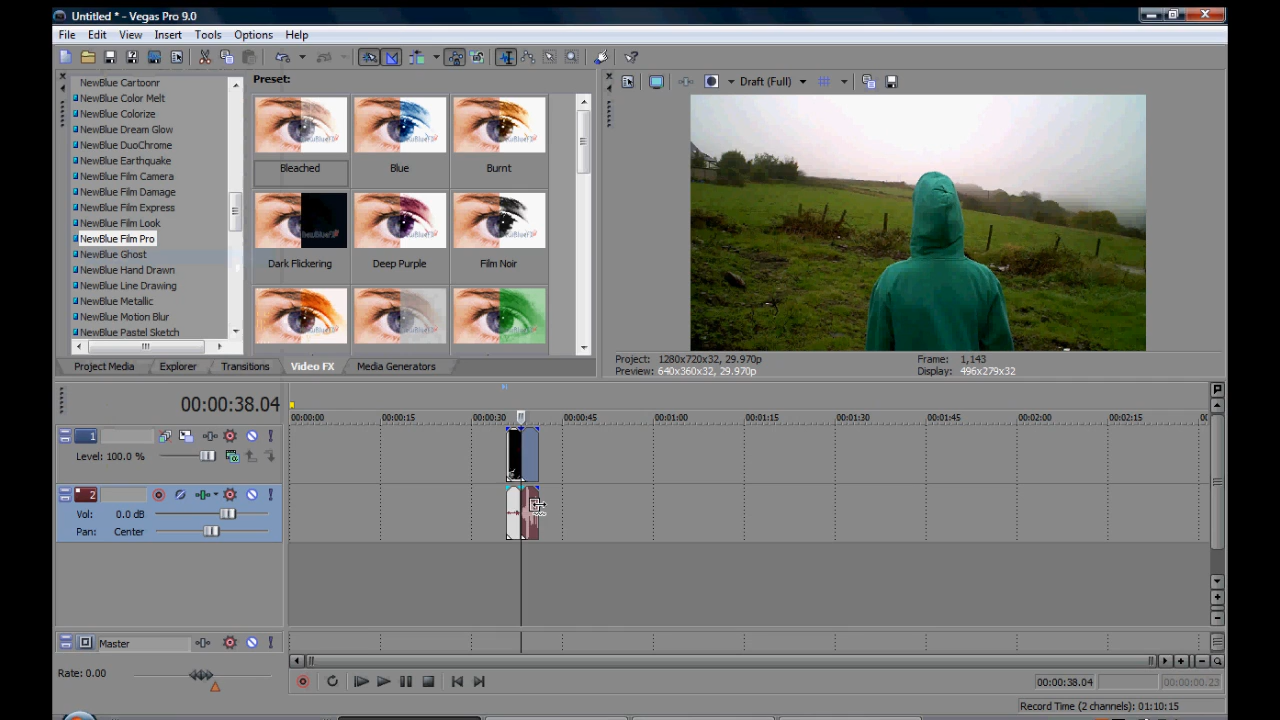 Untitled * - Vegas Pro 9.0
File Edit View Insert Tools Options Help
NewBlue Cartoonr
NewBlue Color Melt
NewBlue Colorize
NewBlue Dream Glow
NewBlue DuoChrome
NewBlue Earthquake
NewBlue Film Camera
NewBlue Film Damage
NewBlue Film Express
NewBlue Film Look
NewBlue Film Pro
NewBlue Ghost
NewBlue Hand Drawn
NewBlue Line Drawing
NewBlue Metallic
NewBlue Motion Blur
NewBlue Pastel Sketch
Preset:
Bleached Blue Burnt
Dark Flickering Deep Purple Film Noir
Draft (Full)
Project: 1280x720x32, 29.970p
Preview: 640x360x32, 29.970p
Frame: 1,143
Display: 496x279x32
Project Media Explorer Transitions Video FX Media Generators
00:00:38.04
00:00:00 00:00:15 00:00:30 00:00:45 00:01:00 00:01:15 00:01:30 00:01:45 00:02:00 00:02:15
1
Level: 100.0 %
2
Vol: 0.0 dB
Pan: Center
Master
Rate: 0.00
00:00:38.04 00:00:00.23
Record Time (2 channels): 01:10:15